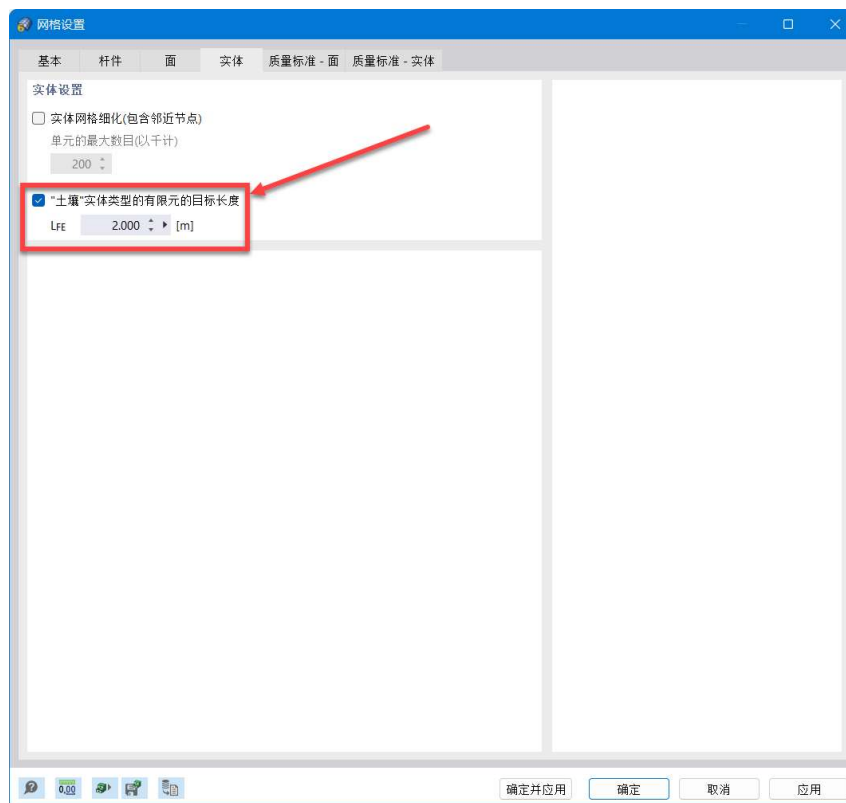 网格设置
基本 杆件 面 实体 质量标准 - 面 质量标准 - 实体
实体设置
实体网格细化(包含邻近节点)
单元的最大数目(以千计)
200
"土壤"实体类型的有限元的目标长度
LFE 2.000 [m]
0,00 确定并应用 确定 取消 应用